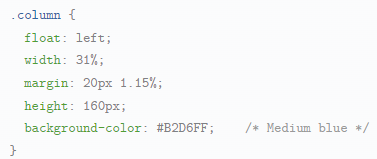 .column {
  float: left;
  width: 31%;
  margin: 20px 1.15%;
  height: 160px;
  background-color: #B2D6FF;    /* Medium blue */
}